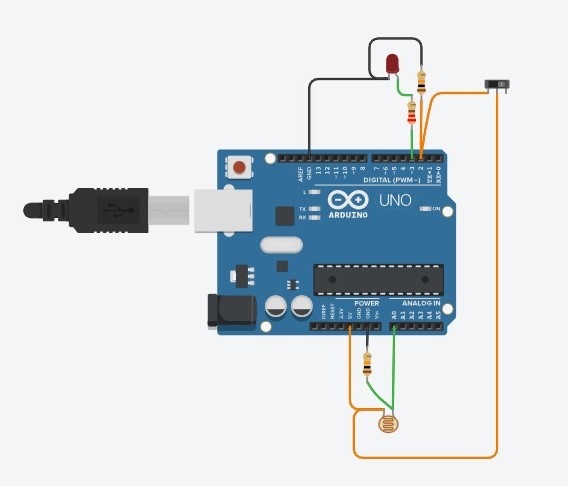 AREF
GND
13
12
~11
~10
~9
8
7
~6
~5
4
~3
2
TX→1
RX←0
DIGITAL (PWM~)
L
TX
RX
UNO
ARDUINO
ON
POWER
ANALOG IN
IOREF
RESET
3.3V
5V
GND
GND
Vin
A0
A1
A2
A3
A4
A5